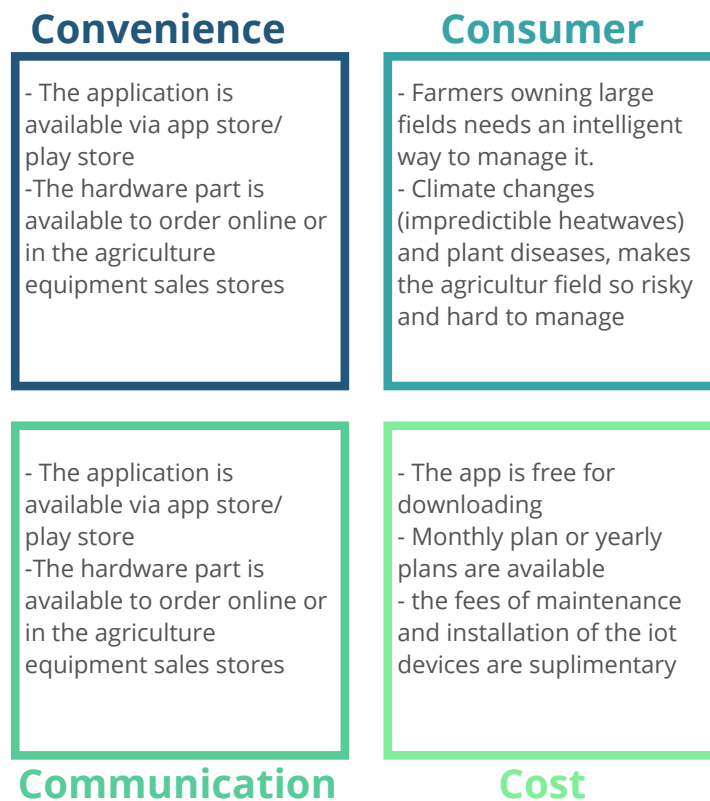 Convenience
- The application is
available via app store/
play store
-The hardware part is
available to order online or
in the agriculture
equipment sales stores
Consumer
- Farmers owning large
fields needs an intelligent
way to manage it.
- Climate changes
(impredictible heatwaves)
and plant diseases, makes
the agricultur field so risky
and hard to manage
- The application is
available via app store/
play store
-The hardware part is
available to order online or
in the agriculture
equipment sales stores
Communication
- The app is free for
downloading
- Monthly plan or yearly
plans are available
- the fees of maintenance
and installation of the iot
devices are suplimentary
Cost